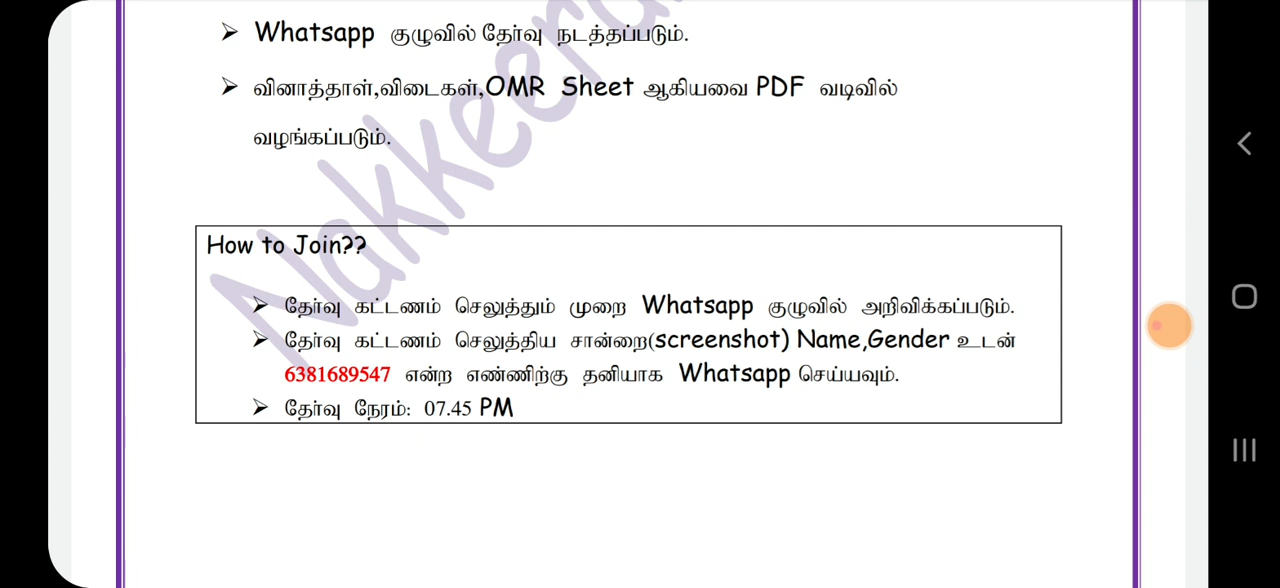 ➢ Whatsapp குழுவில் தேர்வு நடத்தப்படும்.
➢ வினாத்தாள்,விடைகள்,OMR Sheet ஆகியவை PDF வடிவில்
வழங்கப்படும்.
How to Join??
➢ தேர்வு கட்டணம் செலுத்தும் முறை Whatsapp குழுவில் அறிவிக்கப்படும்.
➢ தேர்வு கட்டணம் செலுத்திய சான்றை(screenshot) Name,Gender உடன்
6381689547 என்ற எண்ணிற்கு தனியாக Whatsapp செய்யவும்.
➢ தேர்வு நேரம்: 07.45 PM